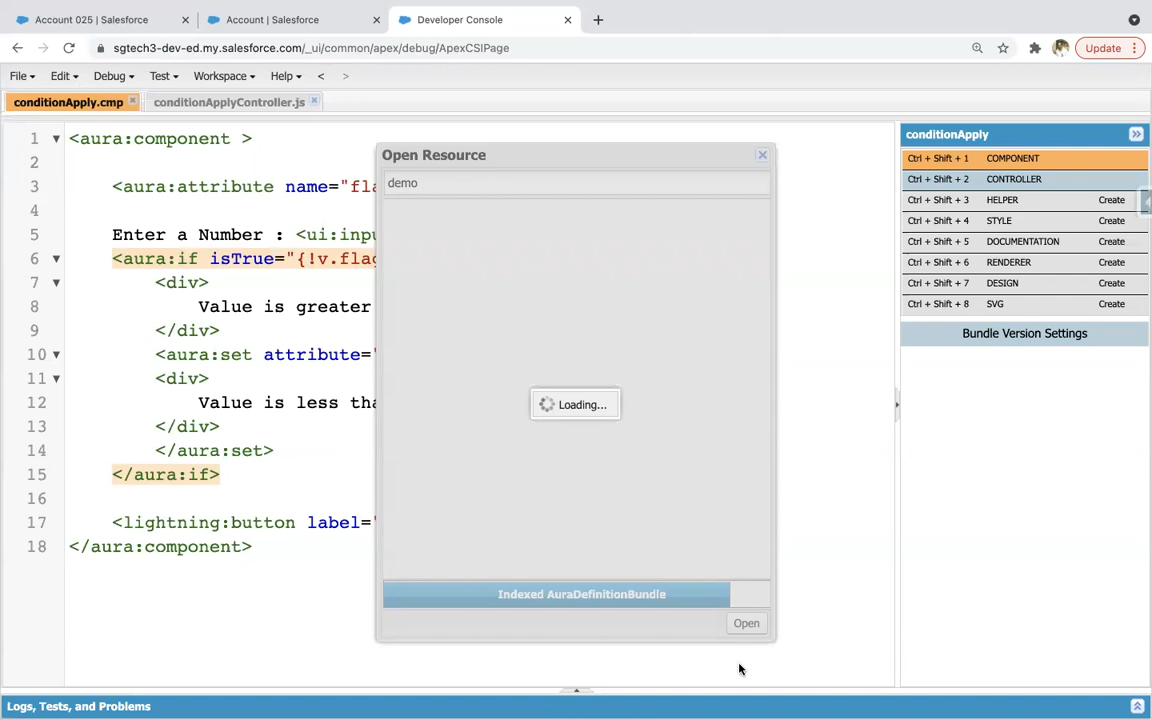 Account 025 | Salesforce
Account | Salesforce
Developer Console
sgtech3-dev-ed.my.salesforce.com/_ui/common/apex/debug/ApexCSIPage
Update
File Edit Debug Test Workspace Help < >
conditionApply.cmp
conditionApplyController.js
1 <aura:component >
2
3 <aura:attribute name="fla
4
5 Enter a Number : <ui:inpu
6 <aura:if isTrue="{!v.flag
7 <div>
8 Value is greater
9 </div>
10 <aura:set attribute="
11 <div>
12 Value is less tha
13 </div>
14 </aura:set>
15 </aura:if>
16
17 <lightning:button label="
18 </aura:component>
Open Resource
demo
Loading...
Indexed AuraDefinitionBundle
Open
conditionApply
Ctrl + Shift + 1 COMPONENT
Ctrl + Shift + 2 CONTROLLER
Ctrl + Shift + 3 HELPER Create
Ctrl + Shift + 4 STYLE Create
Ctrl + Shift + 5 DOCUMENTATION Create
Ctrl + Shift + 6 RENDERER Create
Ctrl + Shift + 7 DESIGN Create
Ctrl + Shift + 8 SVG Create
Bundle Version Settings
Logs, Tests, and Problems